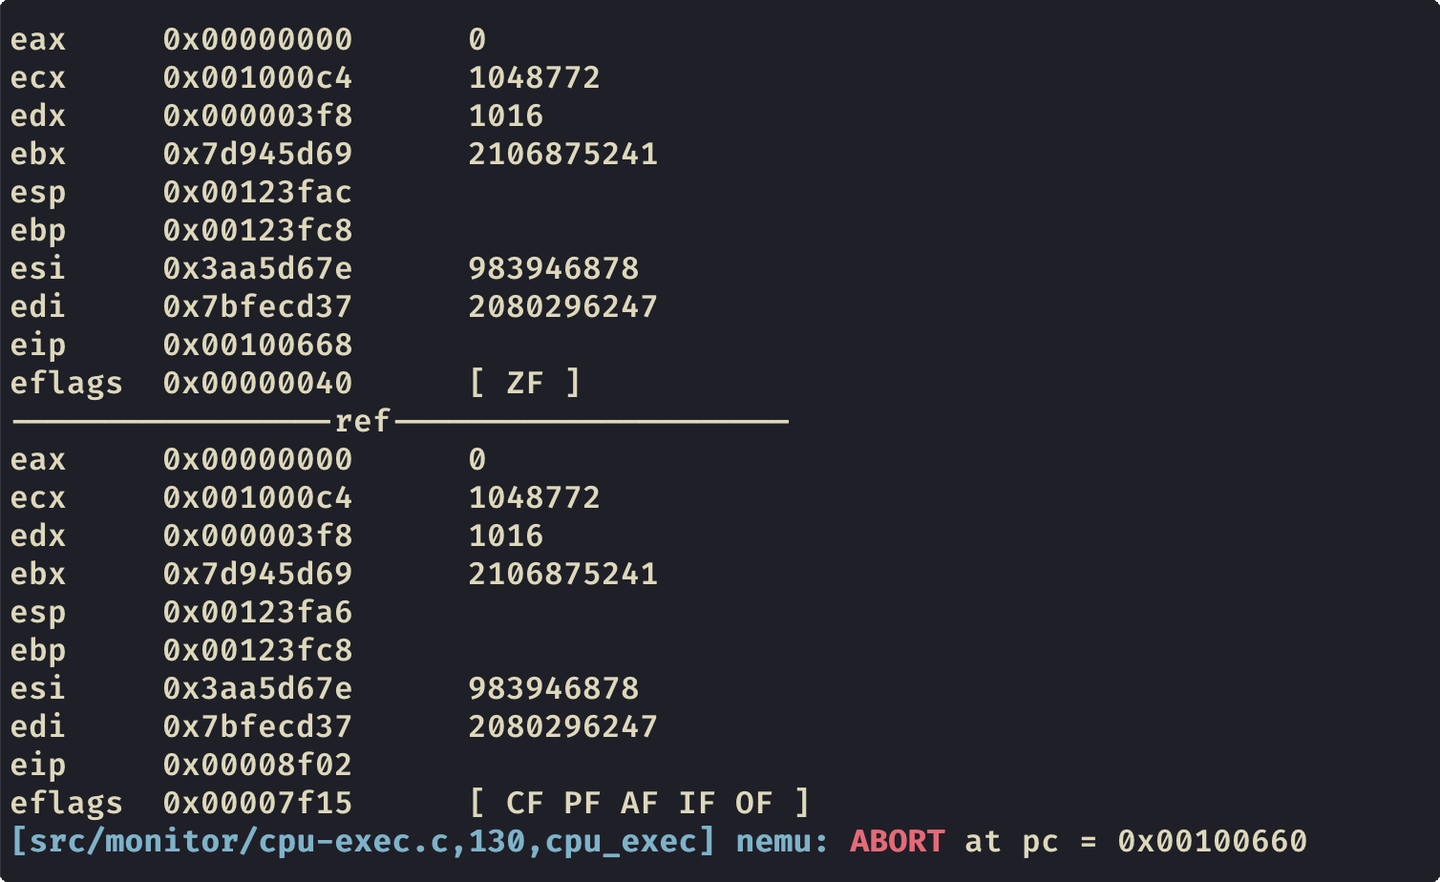 eax 0x00000000 0
ecx 0x001000c4 1048772
edx 0x000003f8 1016
ebx 0x7d945d69 2106875241
esp 0x00123fac
ebp 0x00123fc8
esi 0x3aa5d67e 983946878
edi 0x7bfecd37 2080296247
eip 0x00100668
eflags 0x00000040 [ ZF ]
───────────────────ref───────────────────────
eax 0x00000000 0
ecx 0x001000c4 1048772
edx 0x000003f8 1016
ebx 0x7d945d69 2106875241
esp 0x00123fa6
ebp 0x00123fc8
esi 0x3aa5d67e 983946878
edi 0x7bfecd37 2080296247
eip 0x00008f02
eflags 0x00007f15 [ CF PF AF IF OF ]
[src/monitor/cpu-exec.c,130,cpu_exec] nemu: ABORT at pc = 0x00100660